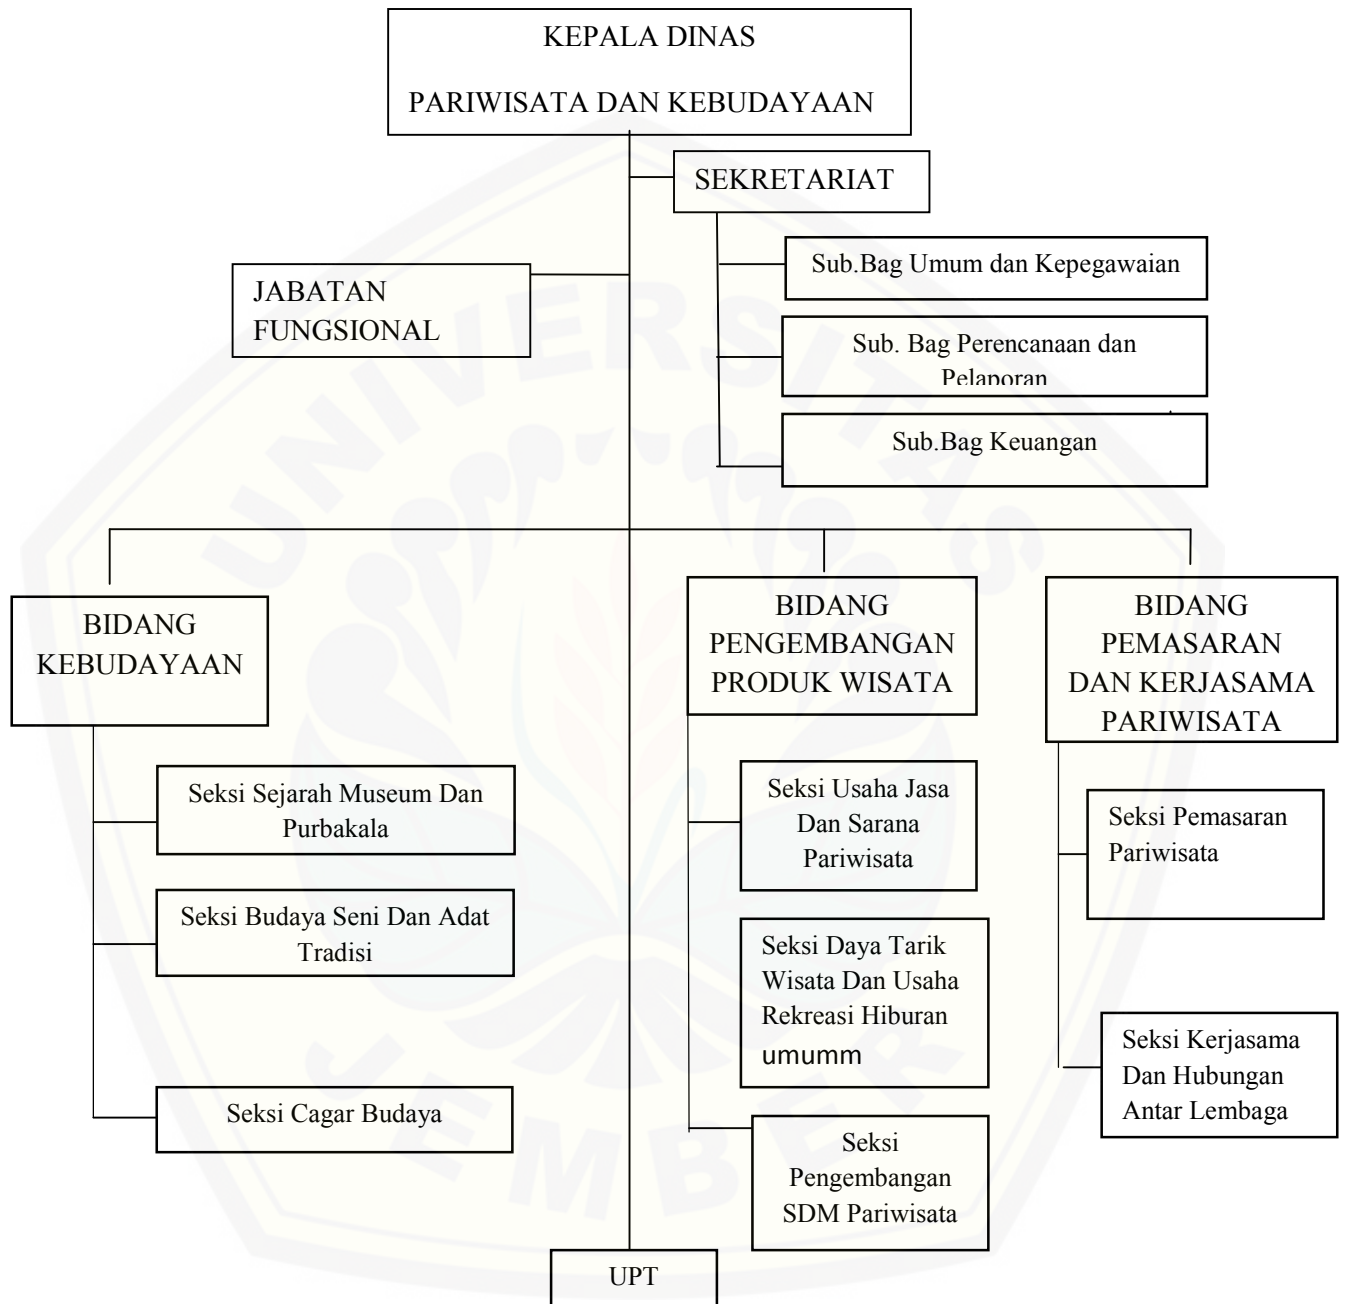 KEPALA DINAS
PARIWISATA DAN KEBUDAYAAN
SEKRETARIAT
Sub.Bag Umum dan Kepegawaian
JABATAN
FUNGSIONAL
Sub. Bag Perencanaan dan
Pelaporan
Sub.Bag Keuangan
BIDANG
KEBUDAYAAN
BIDANG
PENGEMBANGAN
PRODUK WISATA
BIDANG
PEMASARAN
DAN KERJASAMA
PARIWISATA
Seksi Sejarah Museum Dan
Purbakala
Seksi Budaya Seni Dan Adat
Tradisi
Seksi Cagar Budaya
Seksi Usaha Jasa
Dan Sarana
Pariwisata
Seksi Daya Tarik
Wisata Dan Usaha
Rekreasi Hiburan
umumm
Seksi
Pengembangan
SDM Pariwisata
Seksi Pemasaran
Pariwisata
Seksi Kerjasama
Dan Hubungan
Antar Lembaga
UPT
UNIVERSITAS
JEMBER